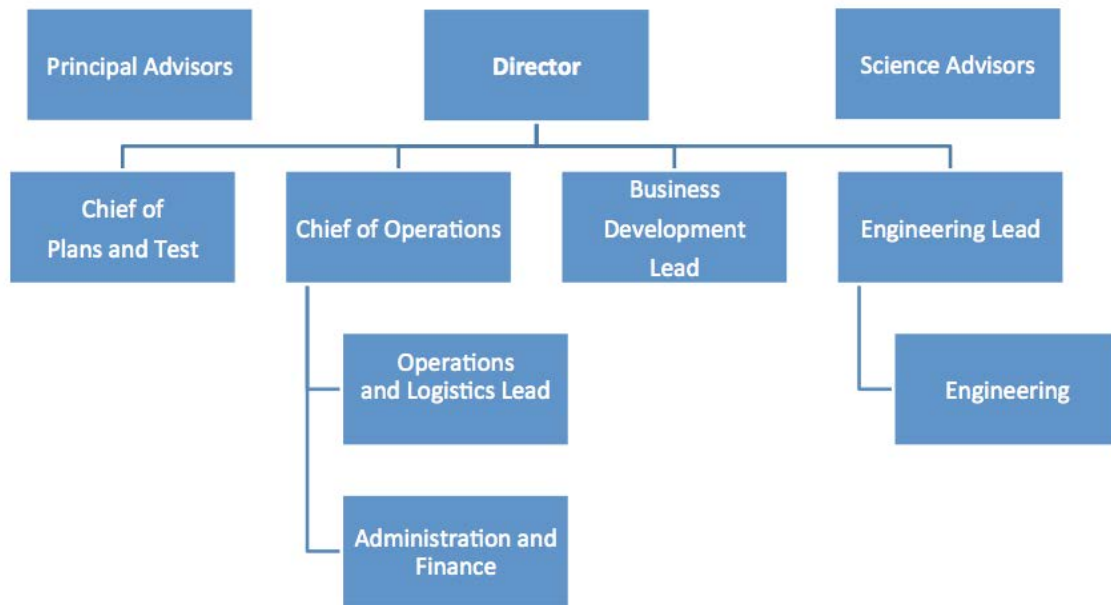 Principal Advisors
Director
Science Advisors
Chief of
Plans and Test
Chief of Operations
Business
Development
Lead
Engineering Lead
Operations
and Logistics Lead
Engineering
Administration and
Finance